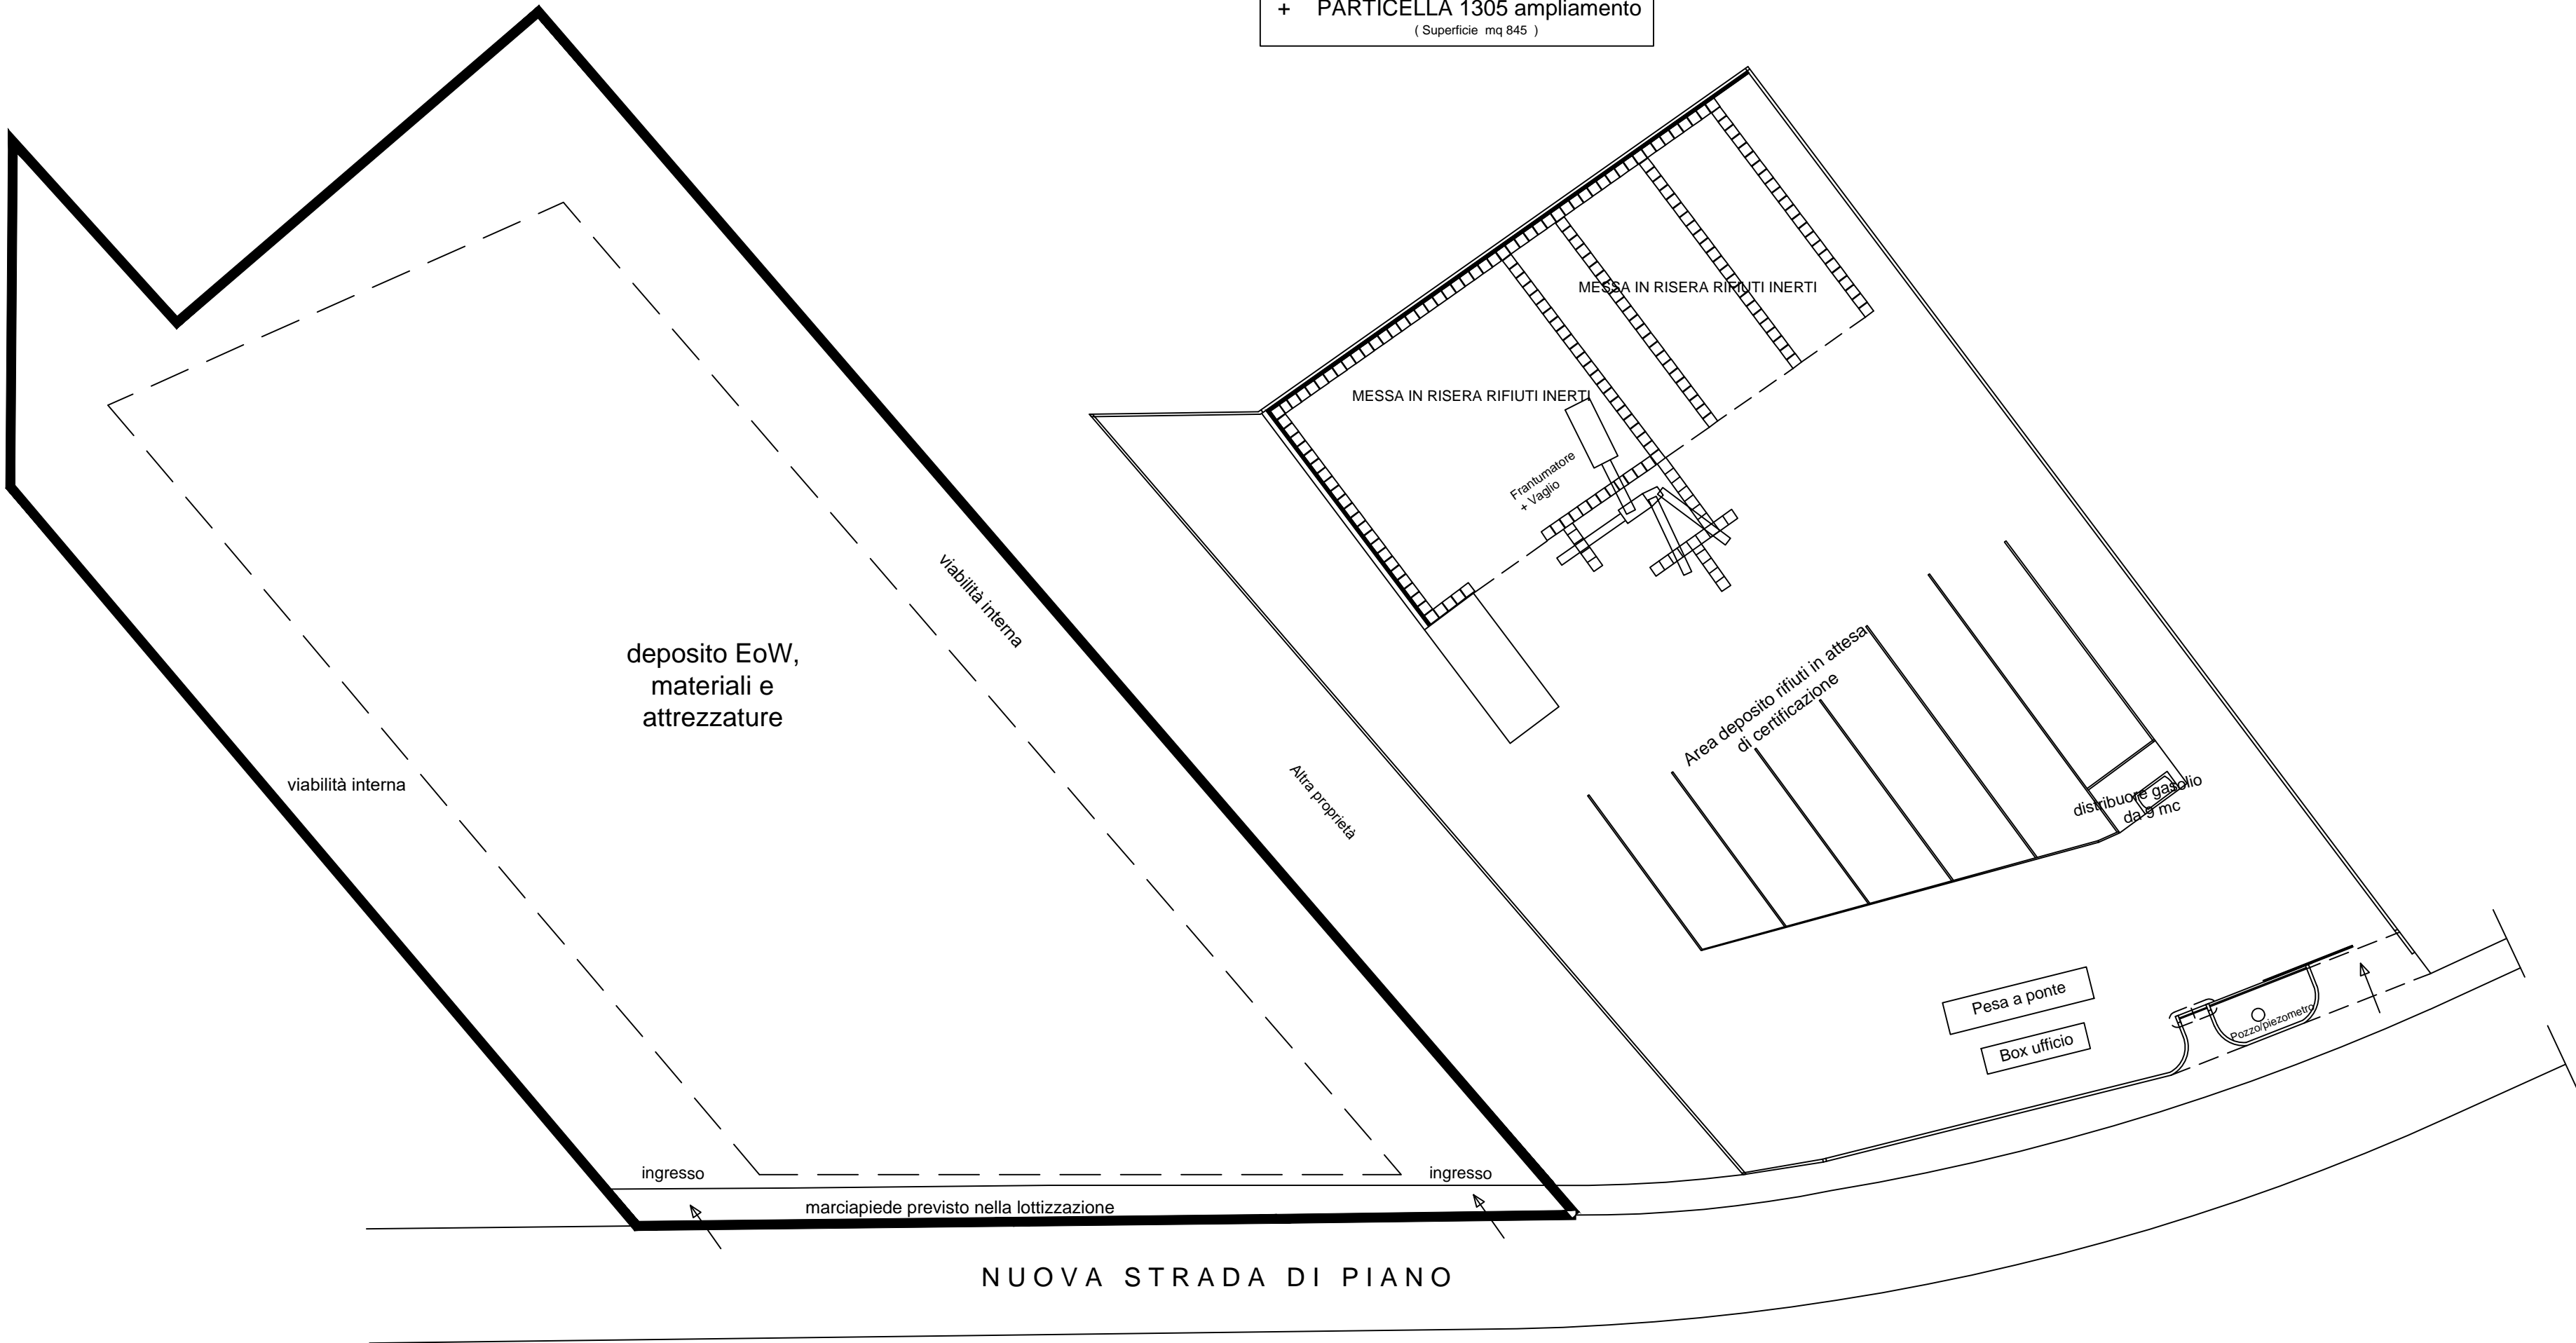 + PARTICELLA 1305 ampliamento
( Superficie mq 845 )
MESSA IN RISERA RIFIUTI INERTI
MESSA IN RISERA RIFIUTI INERTI
Frantumatore
+ Vaglio
viabilità interna
deposito EoW,
materiali e
attrezzature
viabilità interna
Altra proprietà
Area deposito rifiuti in attesa
di certificazione
distribuore gasolio
da 9 mc
Pesa a ponte
Box ufficio
Pozzo/piezometro
ingresso
ingresso
marciapiede previsto nella lottizzazione
NUOVA STRADA DI PIANO